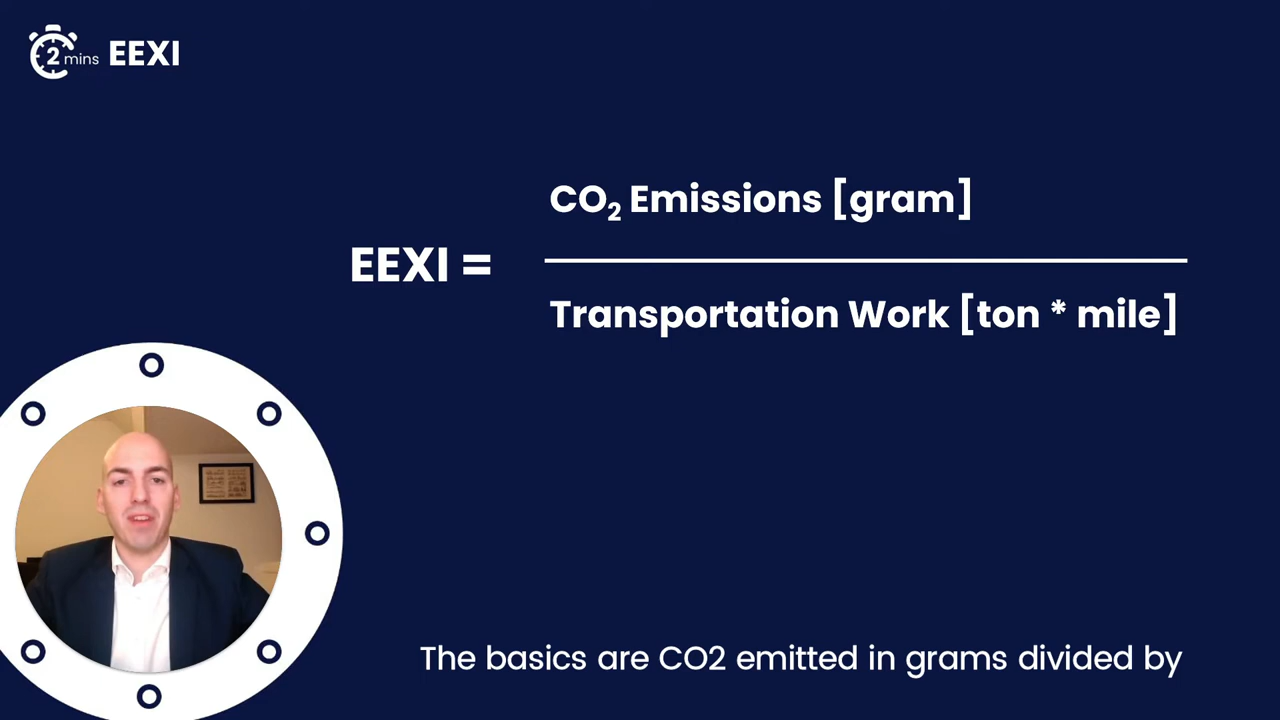 2 mins EEXI
CO₂ Emissions [gram]
EEXI =
Transportation Work [ton * mile]
The basics are CO2 emitted in grams divided by